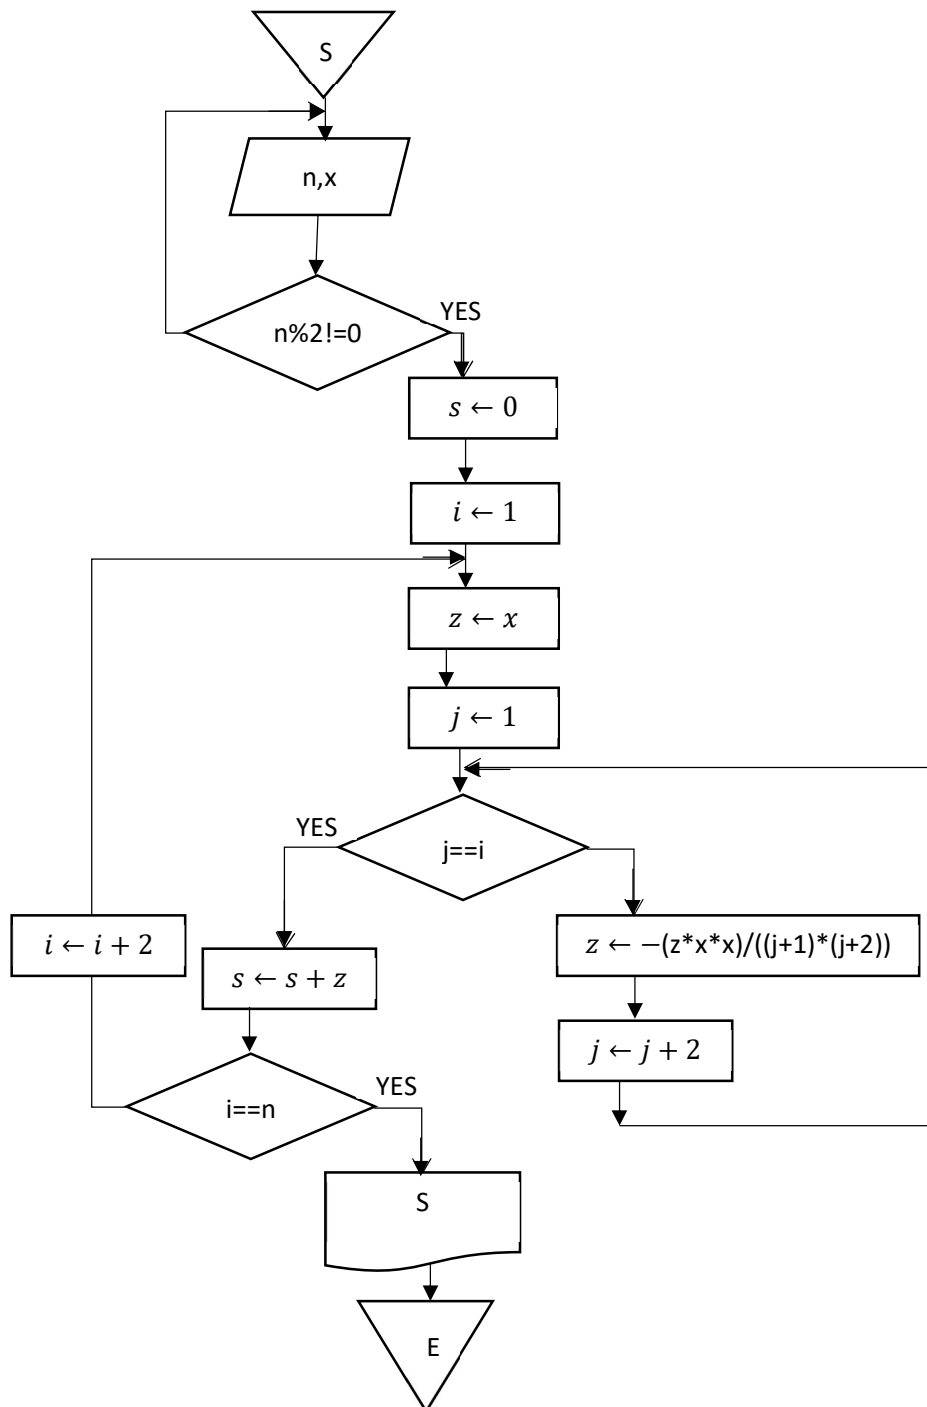 S
n,x
n%2!=0
YES
s ← 0
i ← 1
z ← x
j ← 1
j==i
YES
z ← −(z*x*x)/((j+1)*(j+2))
j ← j + 2
s ← s + z
i ← i + 2
i==n
YES
S
E